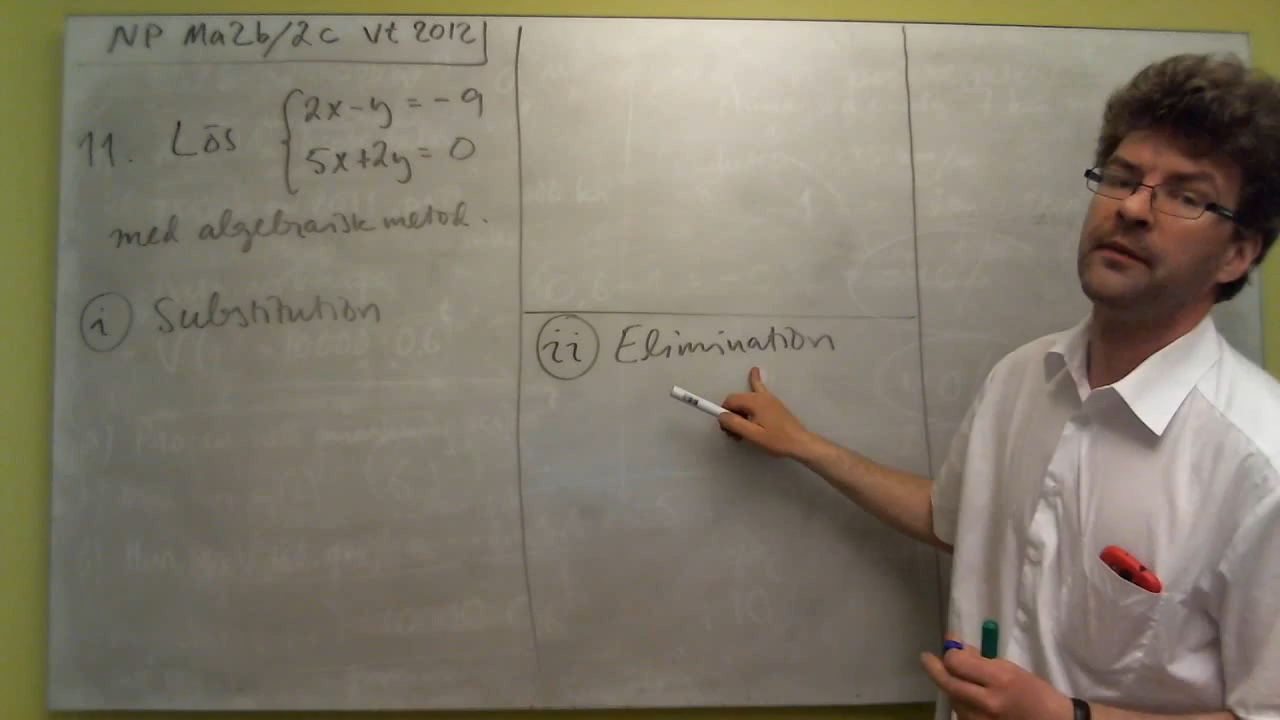 NP Ma2b/2c Vt 2012
11. Lös
2x-y = -9
5x+2y = 0
med algebraisk metod.
i Substitution
ii Elimination